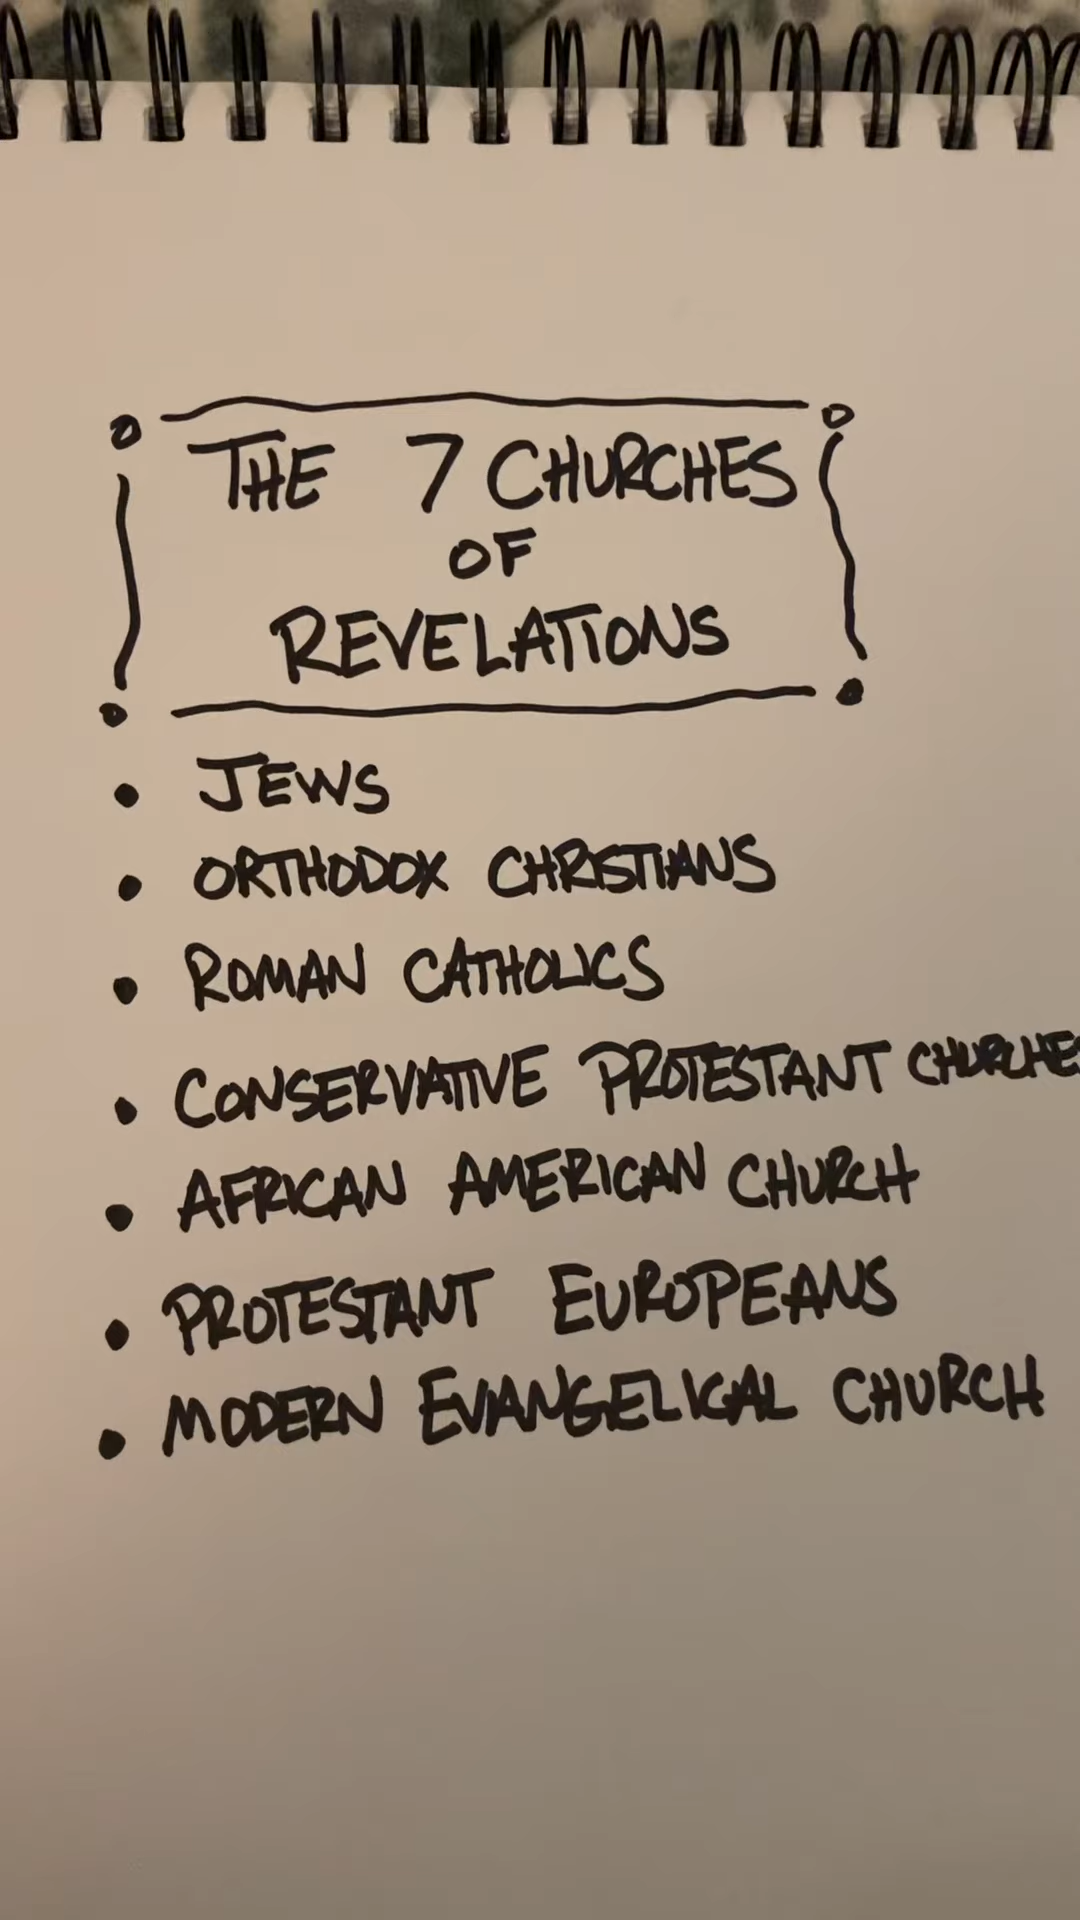 THE 7 CHURCHES
OF
REVELATIONS
• JEWS
• ORTHODOX CHRISTIANS
• ROMAN CATHOLICS
• CONSERVATIVE PROTESTANT CHURCHES
• AFRICAN AMERICAN CHURCH
• PROTESTANT EUROPEANS
• MODERN EVANGELICAL CHURCH